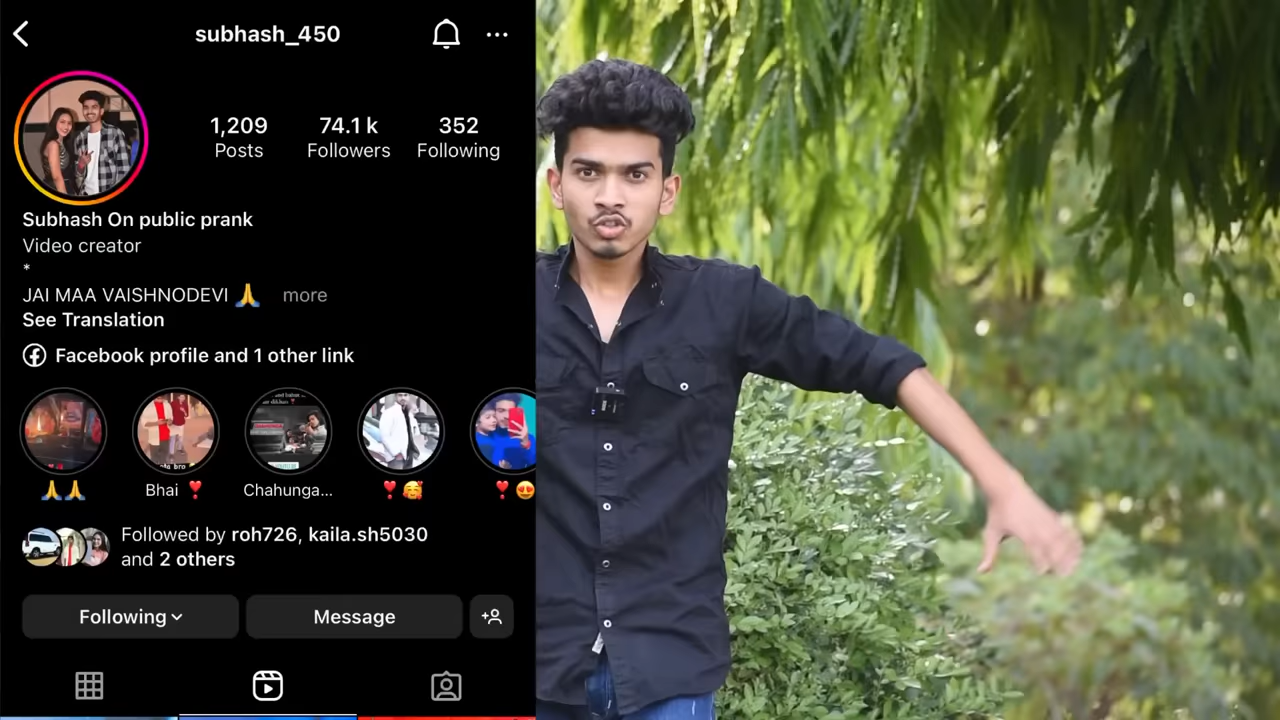 subhash_450
1,209
Posts
74.1 k
Followers
352
Following
Subhash On public prank
Video creator
*
JAI MAA VAISHNODEVI 🙏 more
See Translation
Facebook profile and 1 other link
🙏🙏
Bhai ❣️
Chahunga...
❣️🥰
❣️😍
Followed by roh726, kaila.sh5030
and 2 others
Following
Message